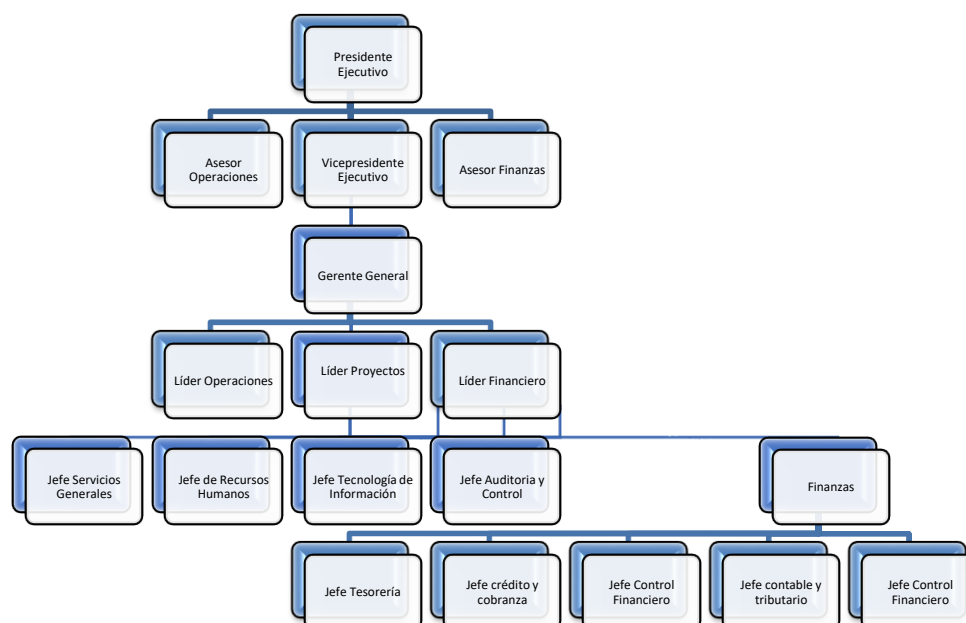 Presidente
Ejecutivo
Asesor
Operaciones
Vicepresidente
Ejecutivo
Asesor Finanzas
Gerente General
Líder Operaciones
Líder Proyectos
Líder Financiero
Jefe Servicios
Generales
Jefe de Recursos
Humanos
Jefe Tecnología de
Información
Jefe Auditoria y
Control
Finanzas
Jefe Tesorería
Jefe crédito y
cobranza
Jefe Control
Financiero
Jefe contable y
tributario
Jefe Control
Financiero